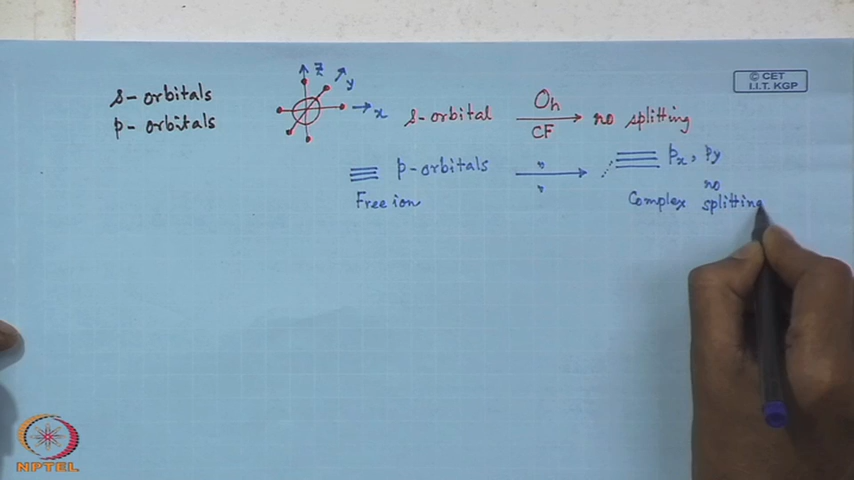 © CET
I.I.T. KGP
s-orbitals
p-orbitals
z
y
x
s-orbital Oh CF no splitting
p-orbitals " " px, py
Free ion
no
Complex splitting
NPTEL